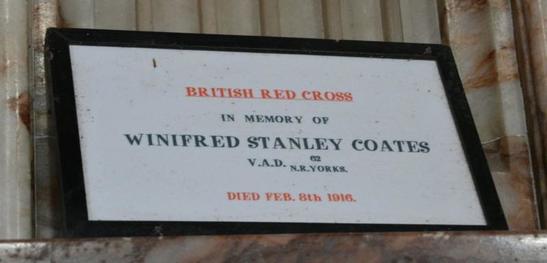 BRITISH RED CROSS
IN MEMORY OF
WINIFRED STANLEY COATES
V.A.D. 62 N.R.YORKS.
DIED FEB. 8th 1916.